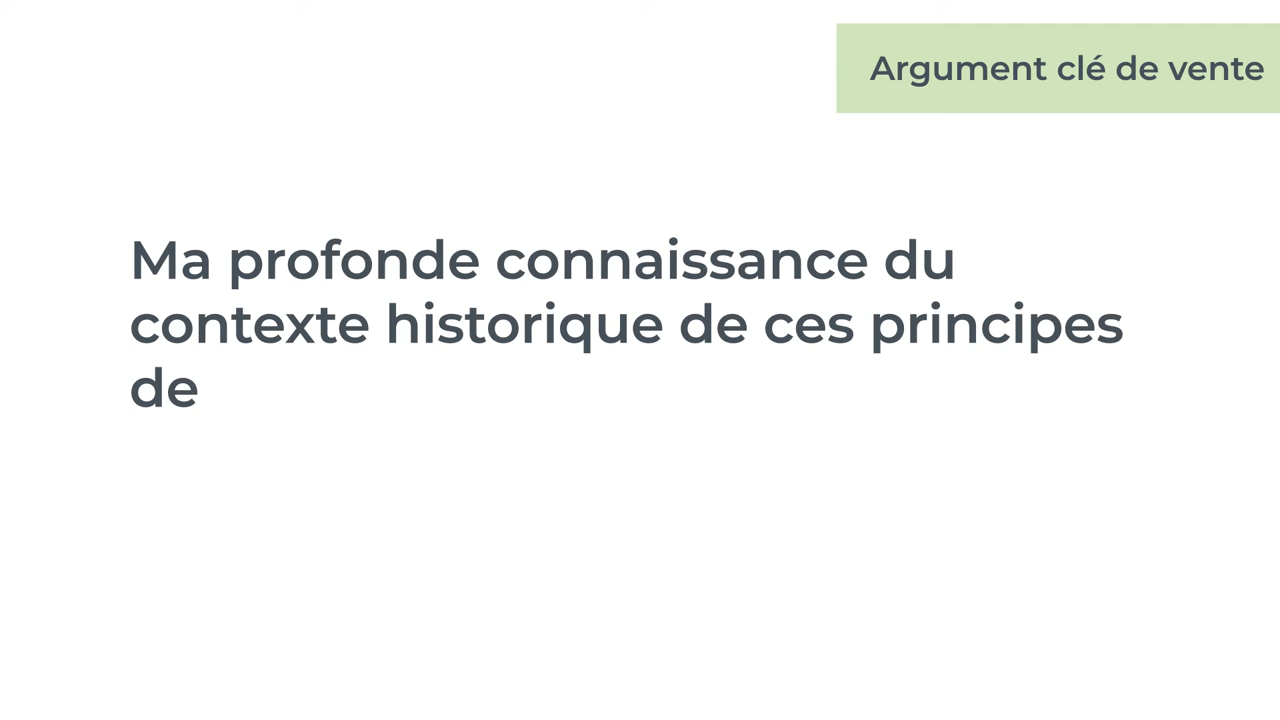 Argument clé de vente
Ma profonde connaissance du
contexte historique de ces principes
de